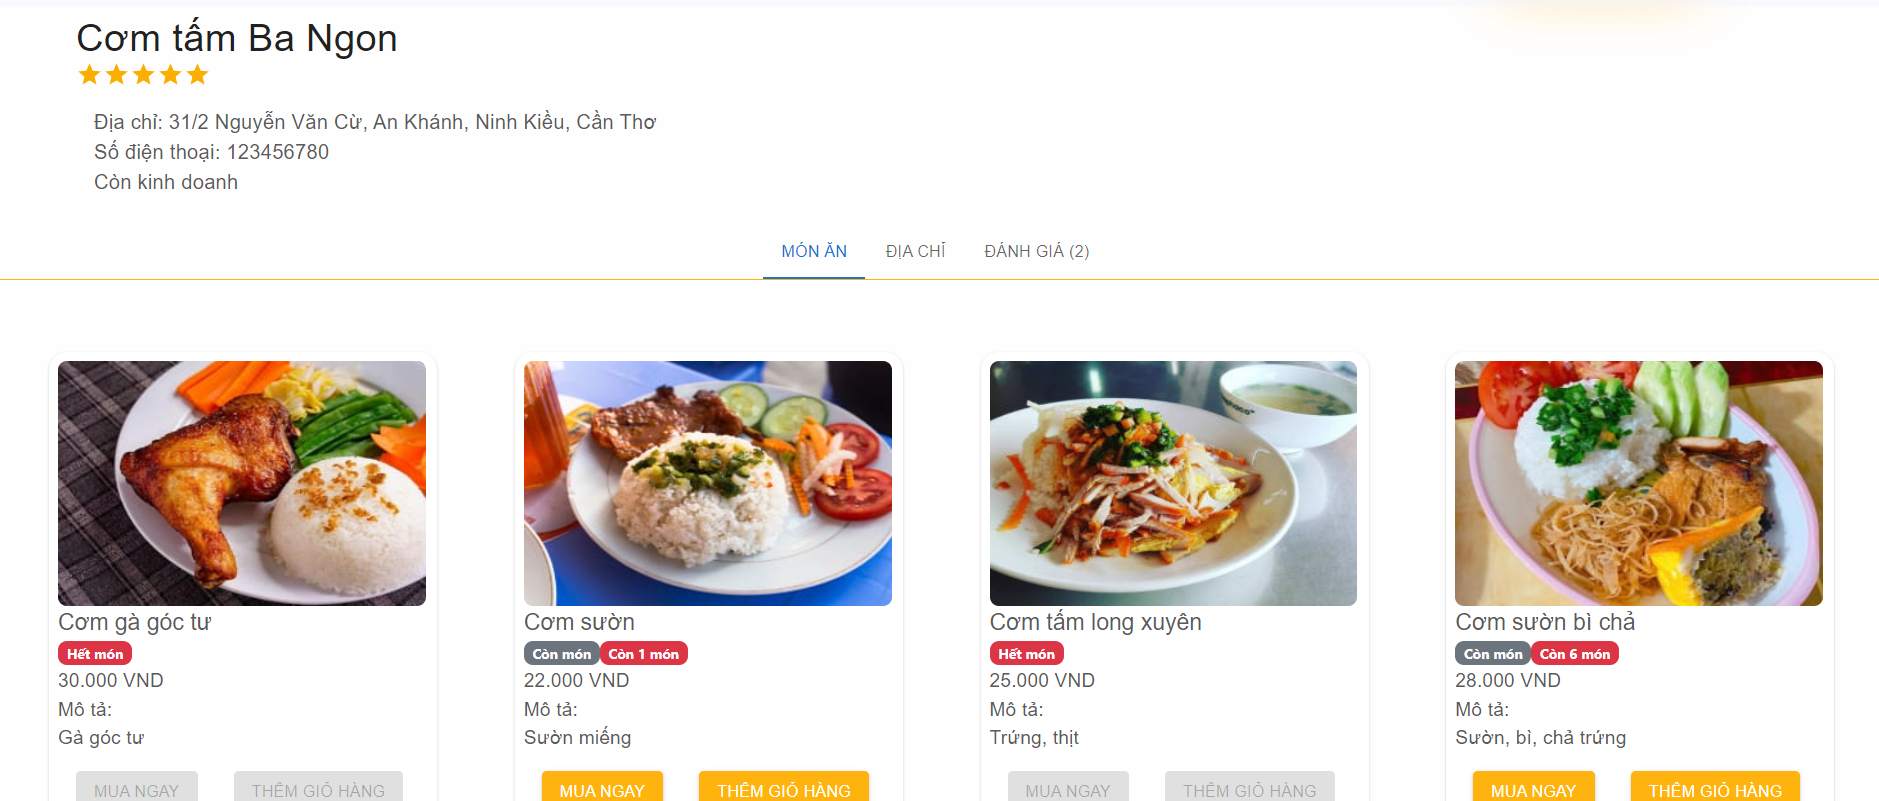 Cơm tấm Ba Ngon
Địa chỉ: 31/2 Nguyễn Văn Cừ, An Khánh, Ninh Kiều, Cần Thơ
Số điện thoại: 123456780
Còn kinh doanh
MÓN ĂN
ĐỊA CHỈ
ĐÁNH GIÁ (2)
Cơm gà góc tư
Hết món
30.000 VND
Mô tả:
Gà góc tư
MUA NGAY
THÊM GIỎ HÀNG
Cơm sườn
Còn món
Còn 1 món
22.000 VND
Mô tả:
Sườn miếng
MUA NGAY
THÊM GIỎ HÀNG
Cơm tấm long xuyên
Hết món
25.000 VND
Mô tả:
Trứng, thịt
MUA NGAY
THÊM GIỎ HÀNG
Cơm sườn bì chả
Còn món
Còn 6 món
28.000 VND
Mô tả:
Sườn, bì, chả trứng
MUA NGAY
THÊM GIỎ HÀNG